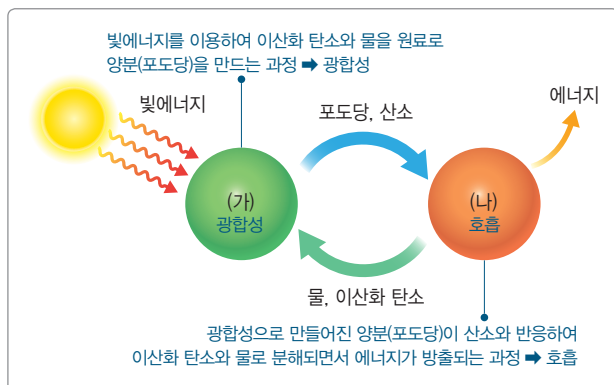 빛에너지를 이용하여 이산화 탄소와 물을 원료로
양분(포도당)을 만드는 과정 ➡ 광합성
빛에너지
포도당, 산소
에너지
(가)
광합성
(나)
호흡
물, 이산화 탄소
광합성으로 만들어진 양분(포도당)이 산소와 반응하여
이산화 탄소와 물로 분해되면서 에너지가 방출되는 과정 ➡ 호흡